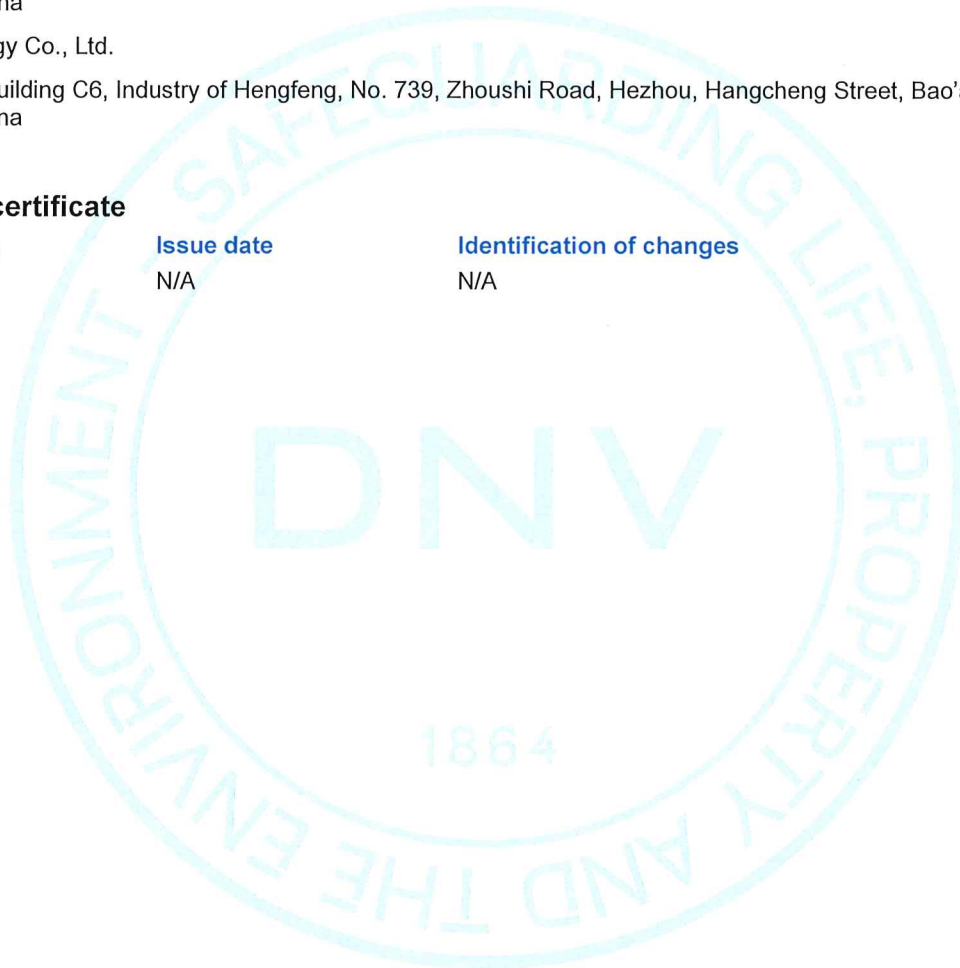 na
gy Co., Ltd.
uilding C6, Industry of Hengfeng, No. 739, Zhoushi Road, Hezhou, Hangcheng Street, Bao'
na
certificate
Issue date Identification of changes
N/A N/A
SAFEGUARDING LIFE, PROPERTY AND THE ENVIRONMENT
DNV
1864